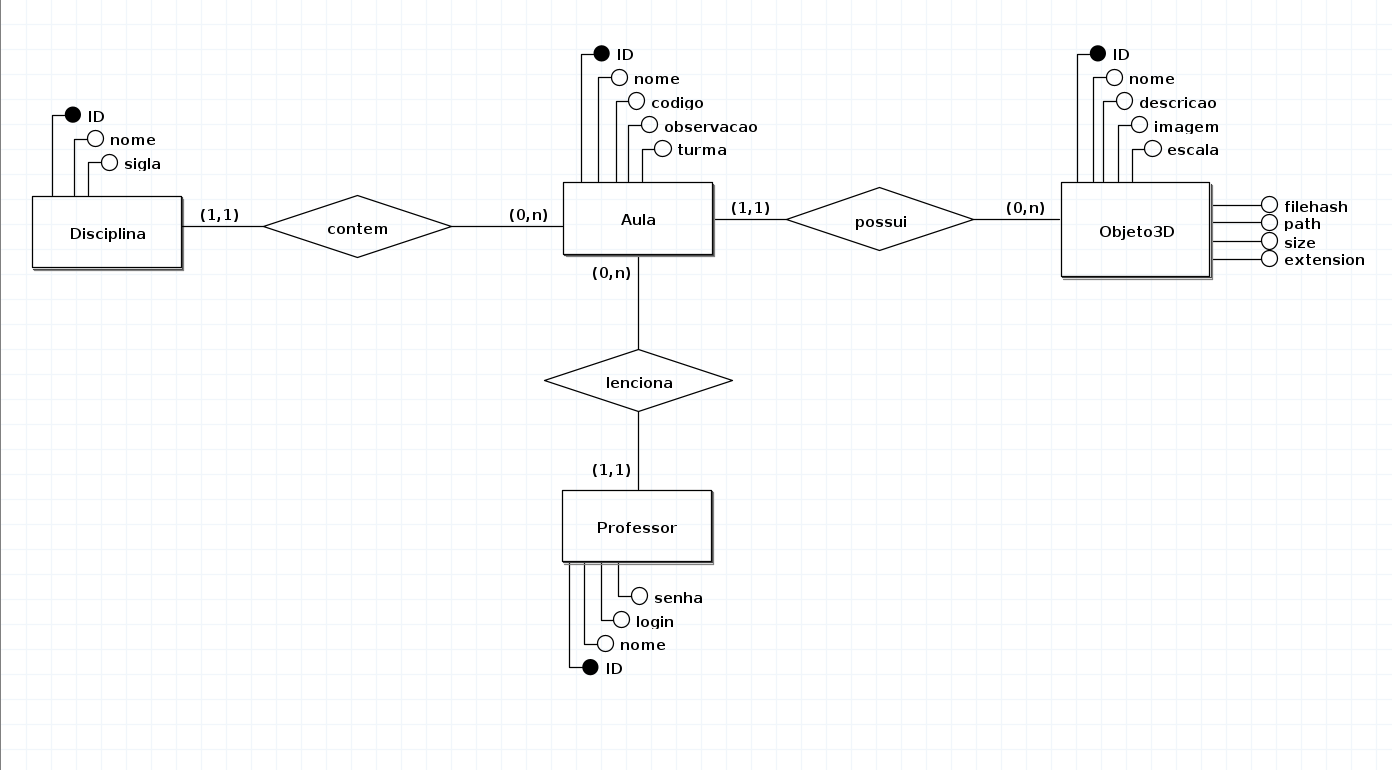 ID
nome
sigla
Disciplina
(1,1)
contem
(0,n)
ID
nome
codigo
observacao
turma
Aula
(1,1)
possui
(0,n)
ID
nome
descricao
imagem
escala
Objeto3D
filehash
path
size
extension
(0,n)
lenciona
(1,1)
Professor
senha
login
nome
ID